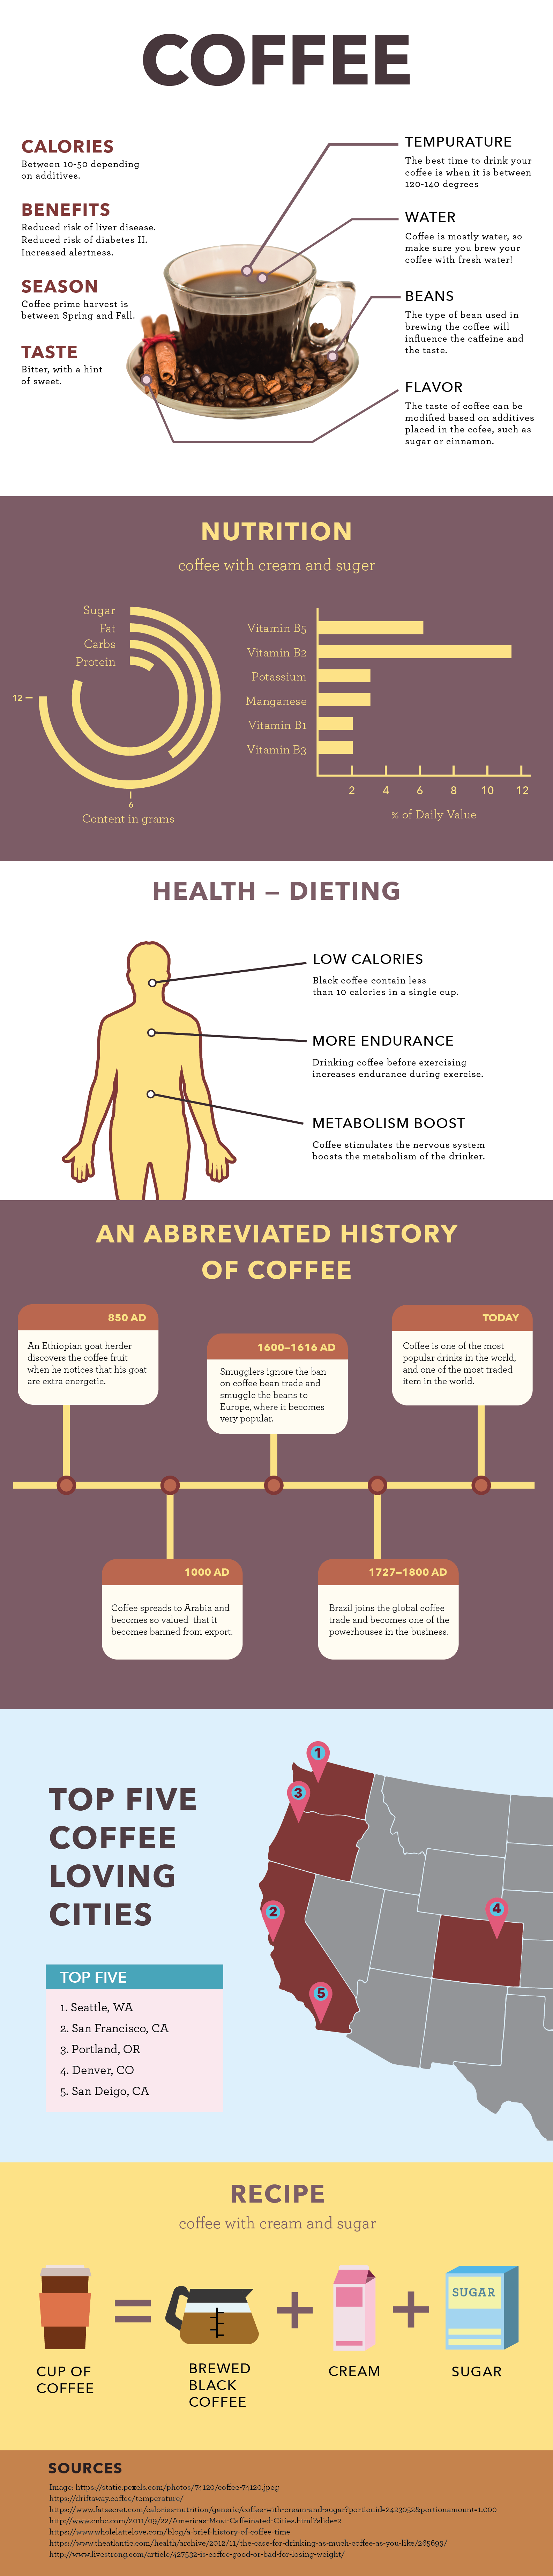 COFFEE
CALORIES
Between 10-50 depending
on additives.
BENEFITS
Reduced risk of liver disease.
Reduced risk of diabetes II.
Increased alertness.
SEASON
Coffee prime harvest is
between Spring and Fall.
TASTE
Bitter, with a hint
of sweet.
TEMPURATURE
The best time to drink your
coffee is when it is between
120-140 degrees
WATER
Coffee is mostly water, so
make sure you brew your
coffee with fresh water!
BEANS
The type of bean used in
brewing the coffee will
influence the caffeine and
the taste.
FLAVOR
The taste of coffee can be
modified based on additives
placed in the cofee, such as
sugar or cinnamon.
NUTRITION
coffee with cream and suger
Sugar
Fat
Carbs
Protein
12
6
Content in grams
Vitamin B5
Vitamin B2
Potassium
Manganese
Vitamin B1
Vitamin B3
2 4 6 8 10 12
% of Daily Value
HEALTH – DIETING
LOW CALORIES
Black coffee contain less
than 10 calories in a single cup.
MORE ENDURANCE
Drinking coffee before exercising
increases endurance during exercise.
METABOLISM BOOST
Coffee stimulates the nervous system
boosts the metabolism of the drinker.
AN ABBREVIATED HISTORY
OF COFFEE
850 AD
An Ethiopian goat herder
discovers the coffee fruit
when he notices that his goat
are extra energetic.
1600–1616 AD
Smugglers ignore the ban
on coffee bean trade and
smuggle the beans to
Europe, where it becomes
very popular.
TODAY
Coffee is one of the most
popular drinks in the world,
and one of the most traded
item in the world.
1000 AD
Coffee spreads to Arabia and
becomes so valued that it
becomes banned from export.
1727–1800 AD
Brazil joins the global coffee
trade and becomes one of the
powerhouses in the business.
TOP FIVE
COFFEE
LOVING
CITIES
TOP FIVE
1. Seattle, WA
2. San Francisco, CA
3. Portland, OR
4. Denver, CO
5. San Deigo, CA
1
3
2
4
5
RECIPE
coffee with cream and sugar
SUGAR
CUP OF
COFFEE
BREWED
BLACK
COFFEE
CREAM
SUGAR
SOURCES
Image: https://static.pexels.com/photos/74120/coffee-74120.jpeg
https://driftaway.coffee/temperature/
https://www.fatsecret.com/calories-nutrition/generic/coffee-with-cream-and-sugar?portionid=2423052&portionamount=1.000
http://www.cnbc.com/2011/09/22/Americas-Most-Caffeinated-Cities.html?slide=2
https://www.wholelattelove.com/blog/a-brief-history-of-coffee-time
https://www.theatlantic.com/health/archive/2012/11/the-case-for-drinking-as-much-coffee-as-you-like/265693/
http://www.livestrong.com/article/427532-is-coffee-good-or-bad-for-losing-weight/